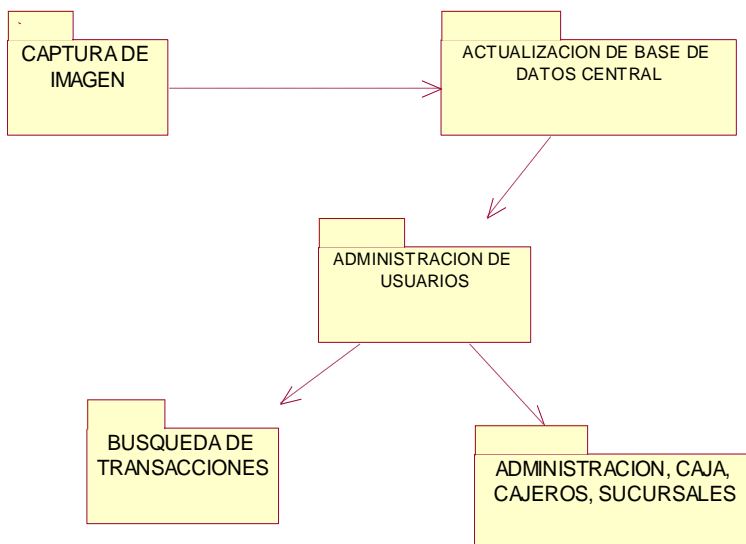 `
CAPTURA DE
IMAGEN
ACTUALIZACION DE BASE DE
DATOS CENTRAL
ADMINISTRACION DE
USUARIOS
BUSQUEDA DE
TRANSACCIONES
ADMINISTRACION, CAJA,
CAJEROS, SUCURSALES